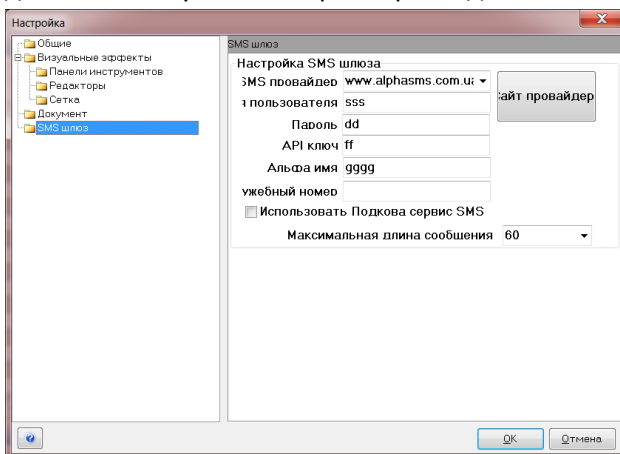 Настройка
Общие
Визуальные эффекты
Панели инструментов
Редакторы
Сетка
Документ
SMS шлюз
SMS шлюз
Настройка SMS шлюза
SMS провайдер www.alphasms.com.ua
я пользователя sss
Сайт провайдер
Пароль dd
API ключ ff
Альфа имя gggg
ужебный номер
Использовать Подкова сервис SMS
Максимальная длина сообщения 60
OK Отмена